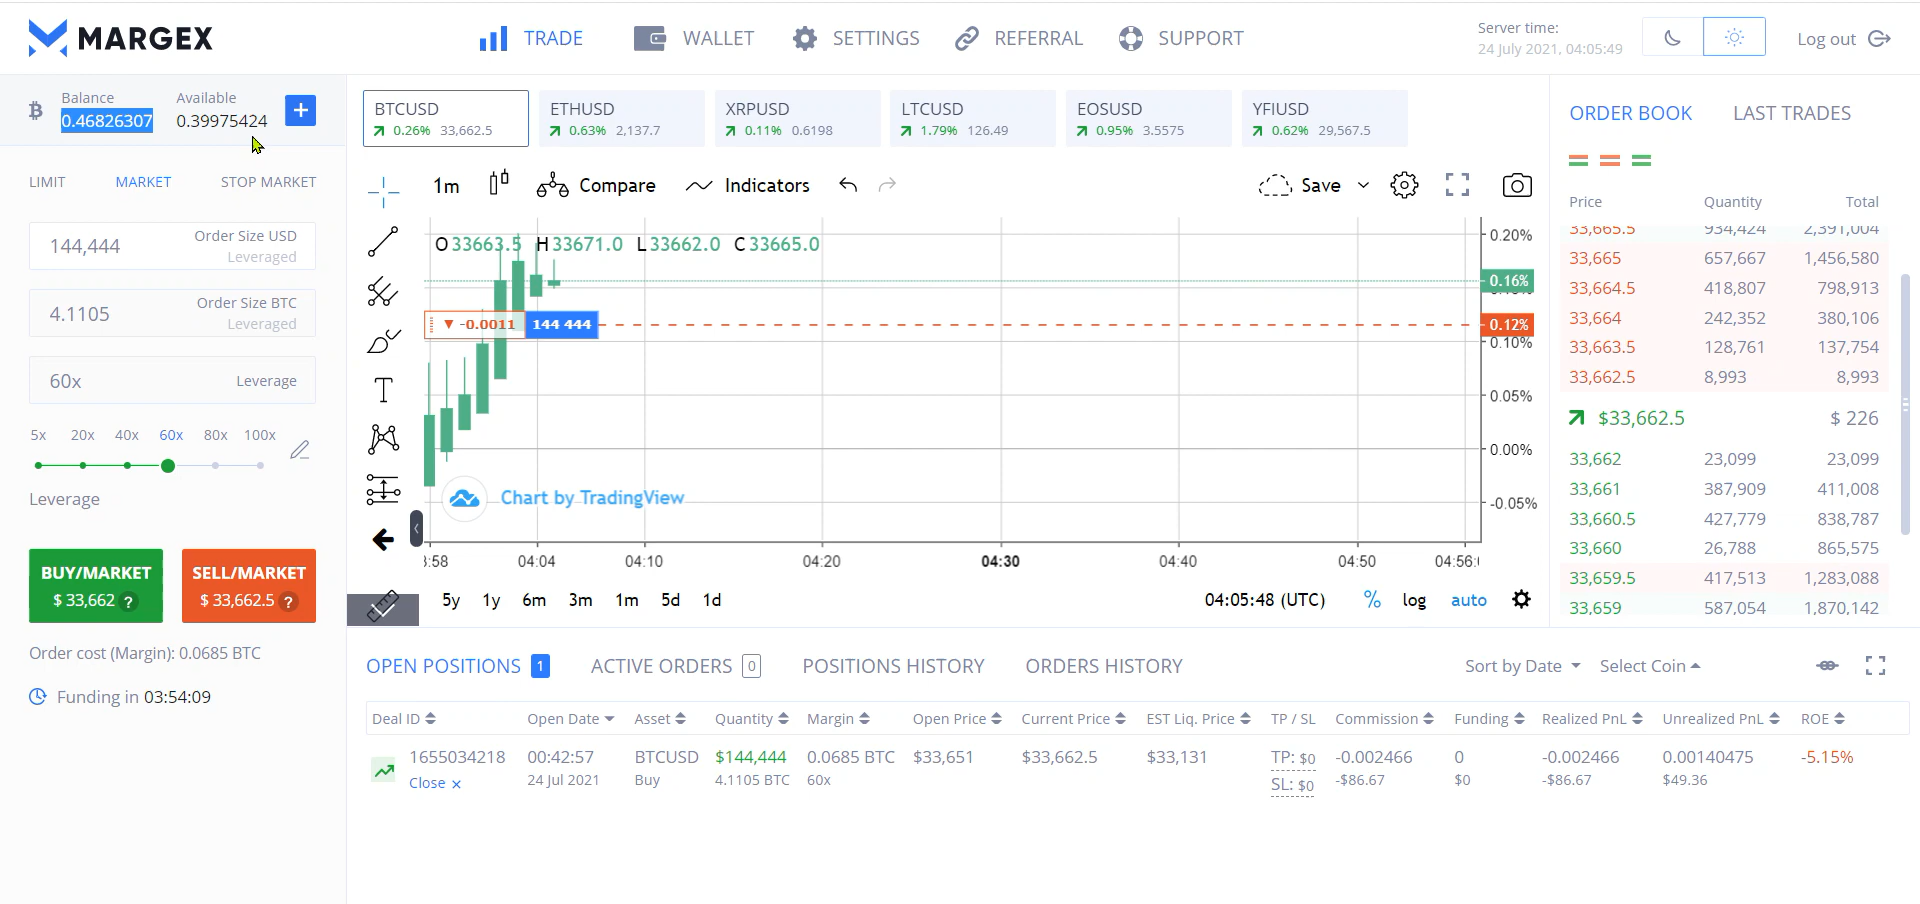 MARGEX
TRADE
WALLET
SETTINGS
REFERRAL
SUPPORT
Server time:
24 July 2021, 04:05:49
Log out
Balance
0.46826307
Available
0.39975424
+
LIMIT MARKET STOP MARKET
144,444 Order Size USD
Leveraged
4.1105 Order Size BTC
Leveraged
60x Leverage
5x 20x 40x 60x 80x 100x
Leverage
BUY/MARKET
$ 33,662 ?
SELL/MARKET
$ 33,662.5 ?
Order cost (Margin): 0.0685 BTC
Funding in 03:54:09
BTCUSD
0.26% 33,662.5
ETHUSD
0.63% 2,137.7
XRPUSD
0.11% 0.6198
LTCUSD
1.79% 126.49
EOSUSD
0.95% 3.5575
YFIUSD
0.62% 29,567.5
1m Compare Indicators Save
O33663.5 H33671.0 L33662.0 C33665.0
0.20%
0.16%
▼ -0.0011 144 444
0.12%
0.10%
0.05%
0.00%
-0.05%
T
Chart by TradingView
04:04 04:10 04:20 04:30 04:40 04:50
5y 1y 6m 3m 1m 5d 1d
04:05:48 (UTC) % log auto
ORDER BOOK LAST TRADES
Price Quantity Total
33,665.5 934,424 2,391,004
33,665 657,667 1,456,580
33,664.5 418,807 798,913
33,664 242,352 380,106
33,663.5 128,761 137,754
33,662.5 8,993 8,993
$33,662.5 $ 226
33,662 23,099 23,099
33,661 387,909 411,008
33,660.5 427,779 838,787
33,660 26,788 865,575
33,659.5 417,513 1,283,088
33,659 587,054 1,870,142
OPEN POSITIONS 1 ACTIVE ORDERS 0 POSITIONS HISTORY ORDERS HISTORY Sort by Date Select Coin
Deal ID Open Date Asset Quantity Margin Open Price Current Price EST Liq. Price TP / SL Commission Funding Realized PnL Unrealized PnL ROE
1655034218 00:42:57 BTCUSD $144,444 0.0685 BTC $33,651 $33,662.5 $33,131 TP: $0 -0.002466 0 -0.002466 0.00140475 -5.15%
Close × 24 Jul 2021 Buy 4.1105 BTC 60x SL: $0 -$86.67 $0 -$86.67 $49.36